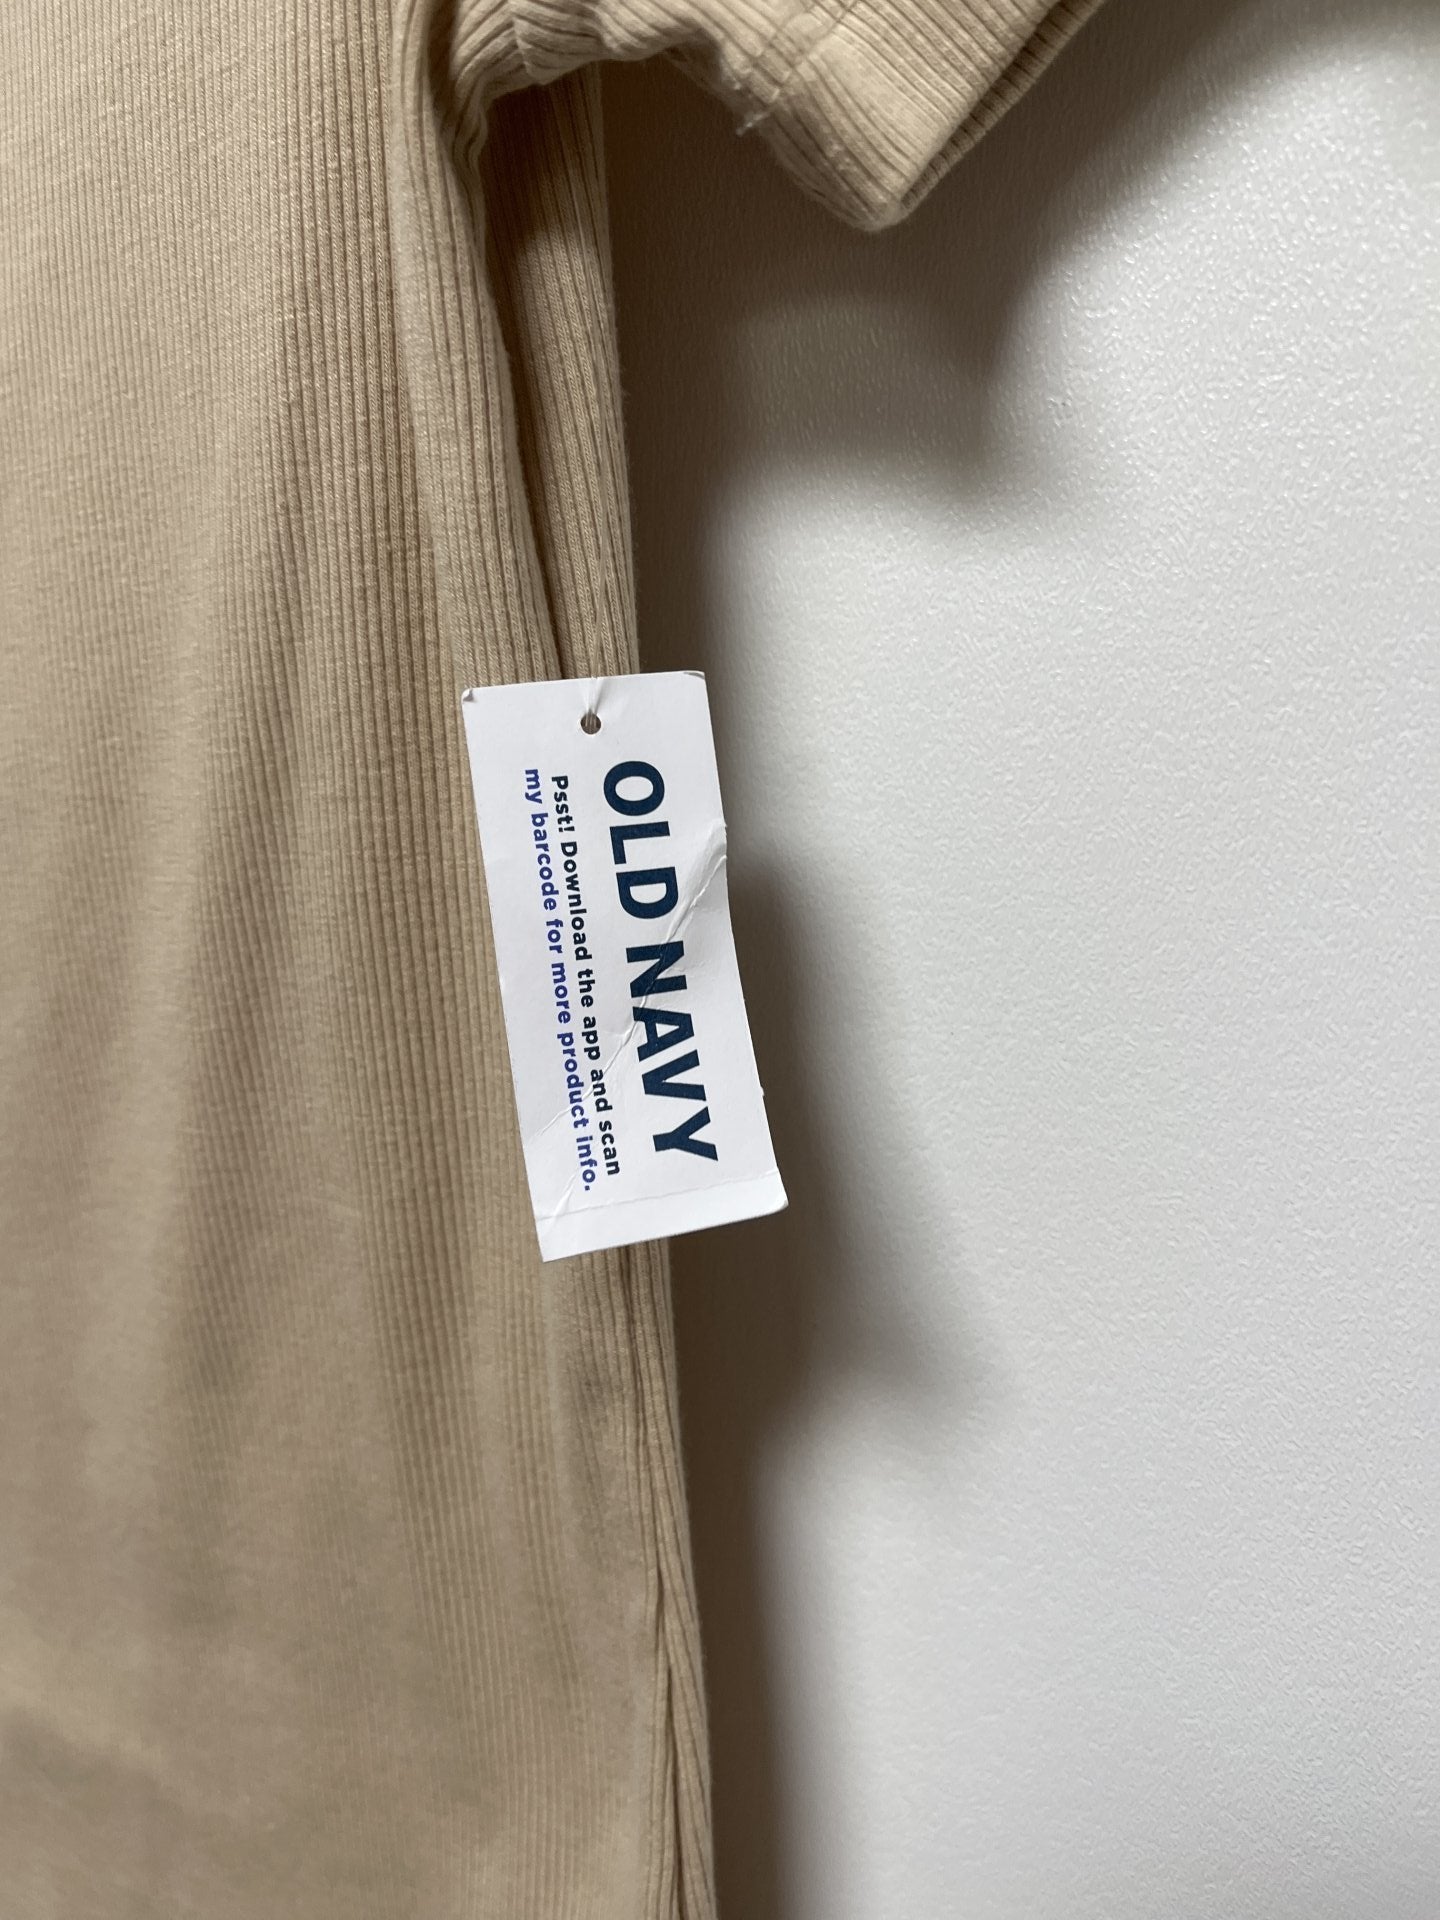 OLD NAVY
Psst! Download the app and scan
my barcode for more product info.